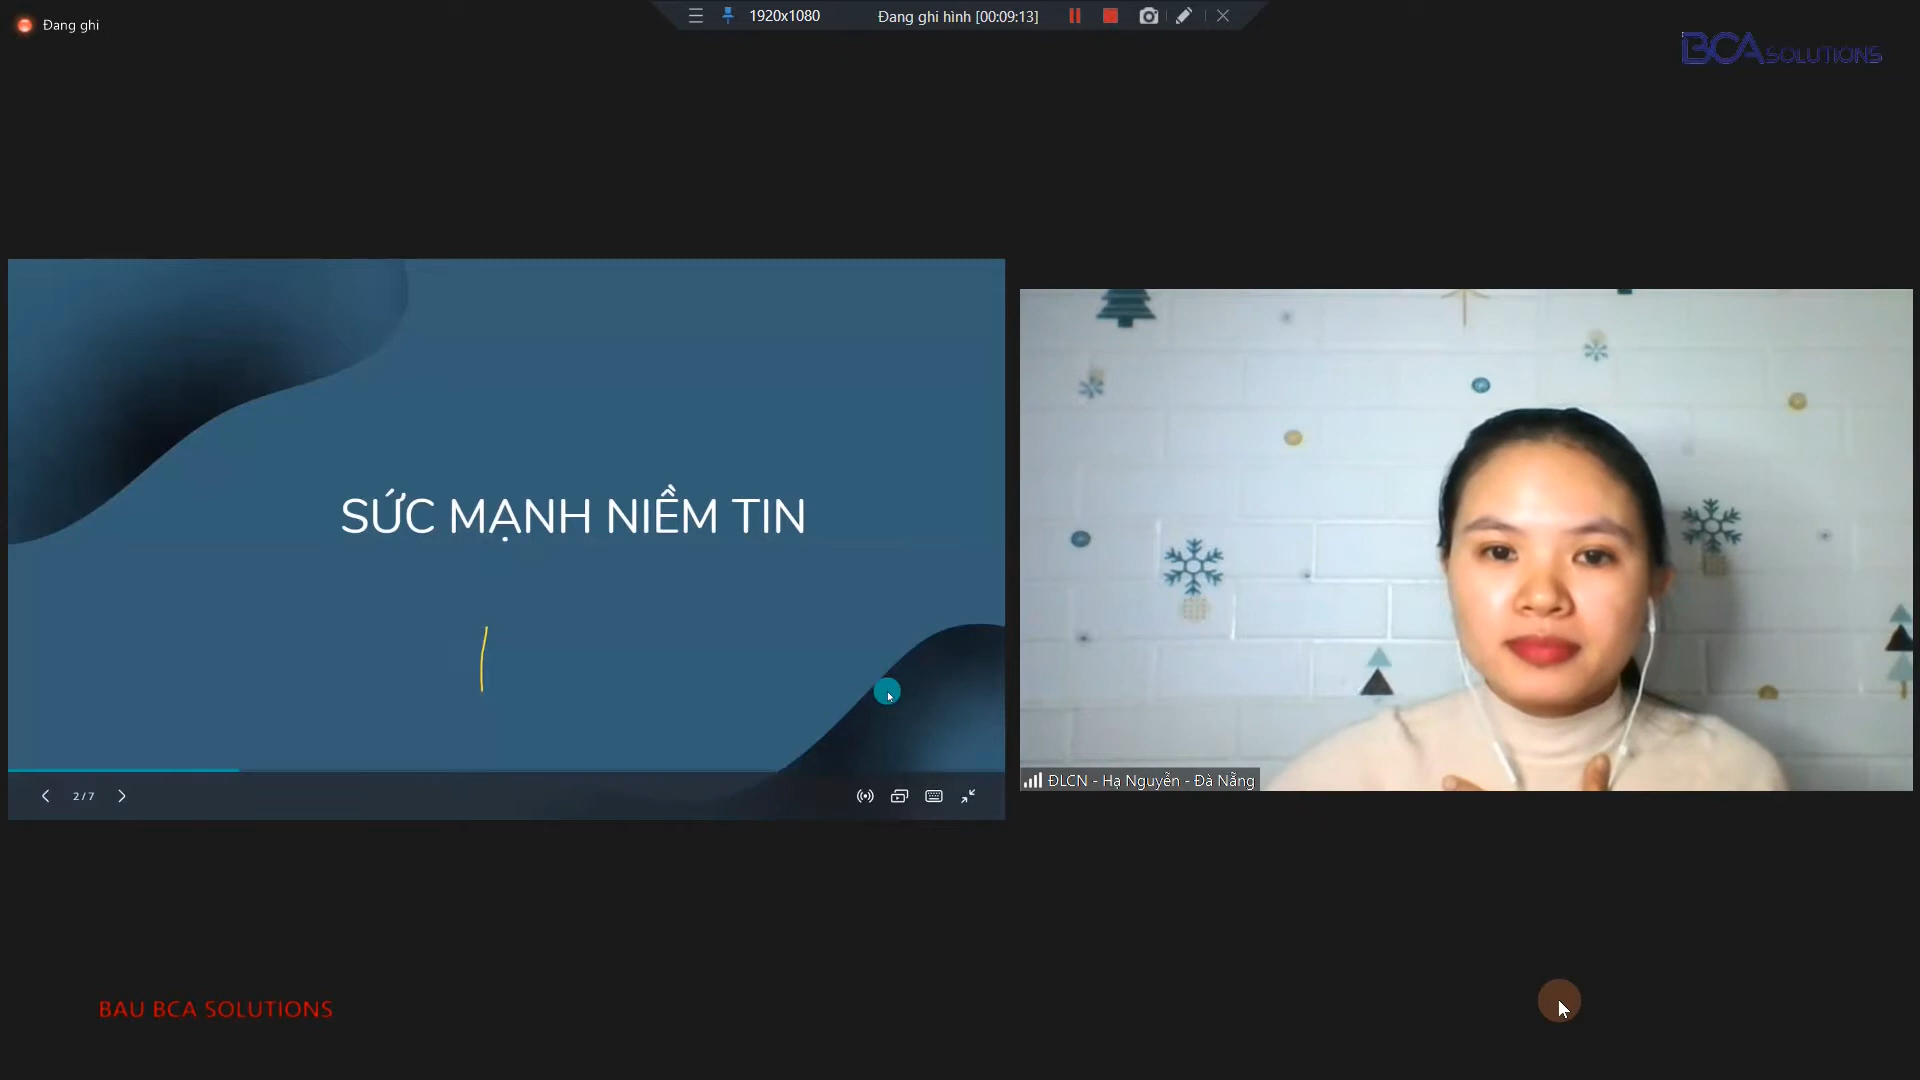 Đang ghi
1920x1080
Đang ghi hình [00:09:13]
BCA SOLUTIONS
SỨC MẠNH NIỀM TIN
2/7
ĐLCN - Hạ Nguyễn - Đà Nẵng
BAU BCA SOLUTIONS